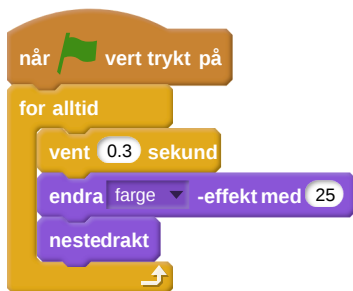 når vert trykt på
for alltid
vent 0.3 sekund
endra farge -effekt med 25
nestedrakt